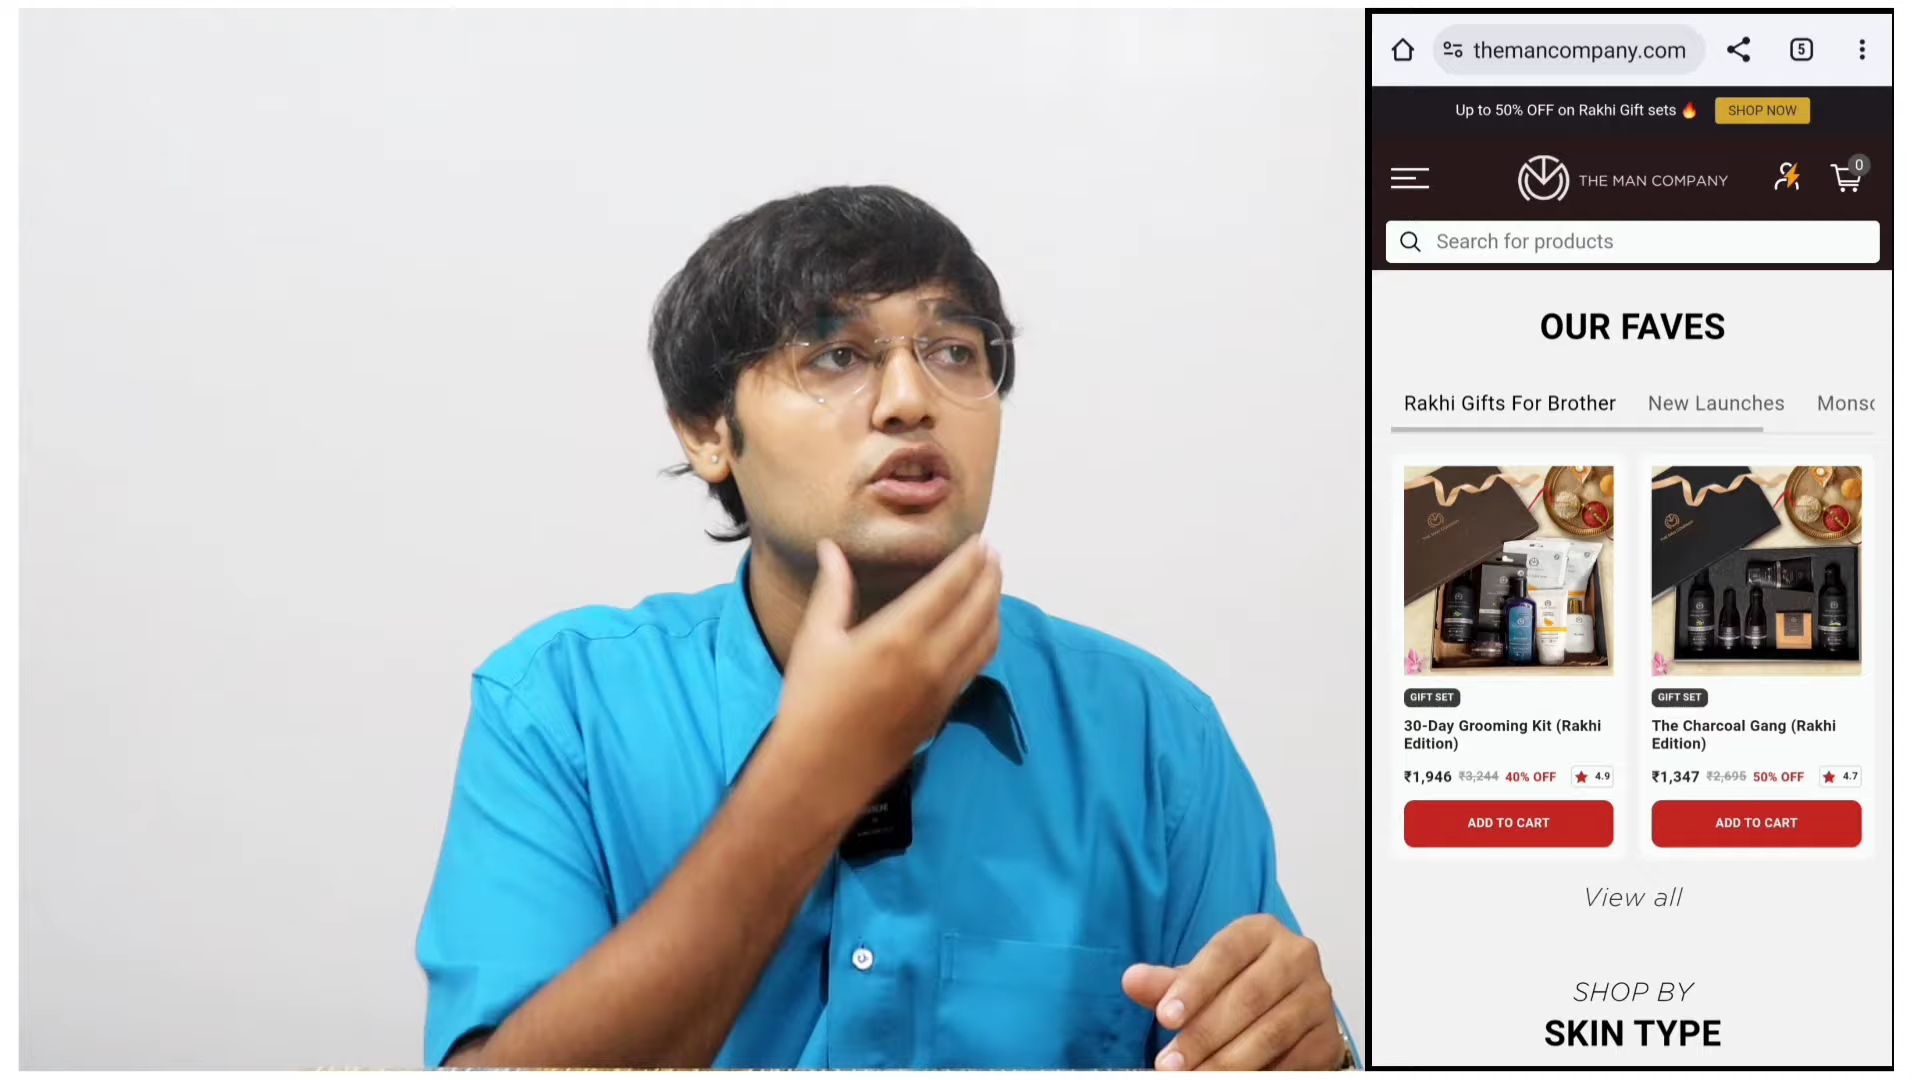 themancompany.com
5
Up to 50% OFF on Rakhi Gift sets 🔥 SHOP NOW
THE MAN COMPANY
0
Search for products
OUR FAVES
Rakhi Gifts For Brother New Launches Monsc
GIFT SET
30-Day Grooming Kit (Rakhi
Edition)
₹1,946 ₹3,244 40% OFF ★ 4.9
ADD TO CART
GIFT SET
The Charcoal Gang (Rakhi
Edition)
₹1,347 ₹2,695 50% OFF ★ 4.7
ADD TO CART
View all
SHOP BY
SKIN TYPE